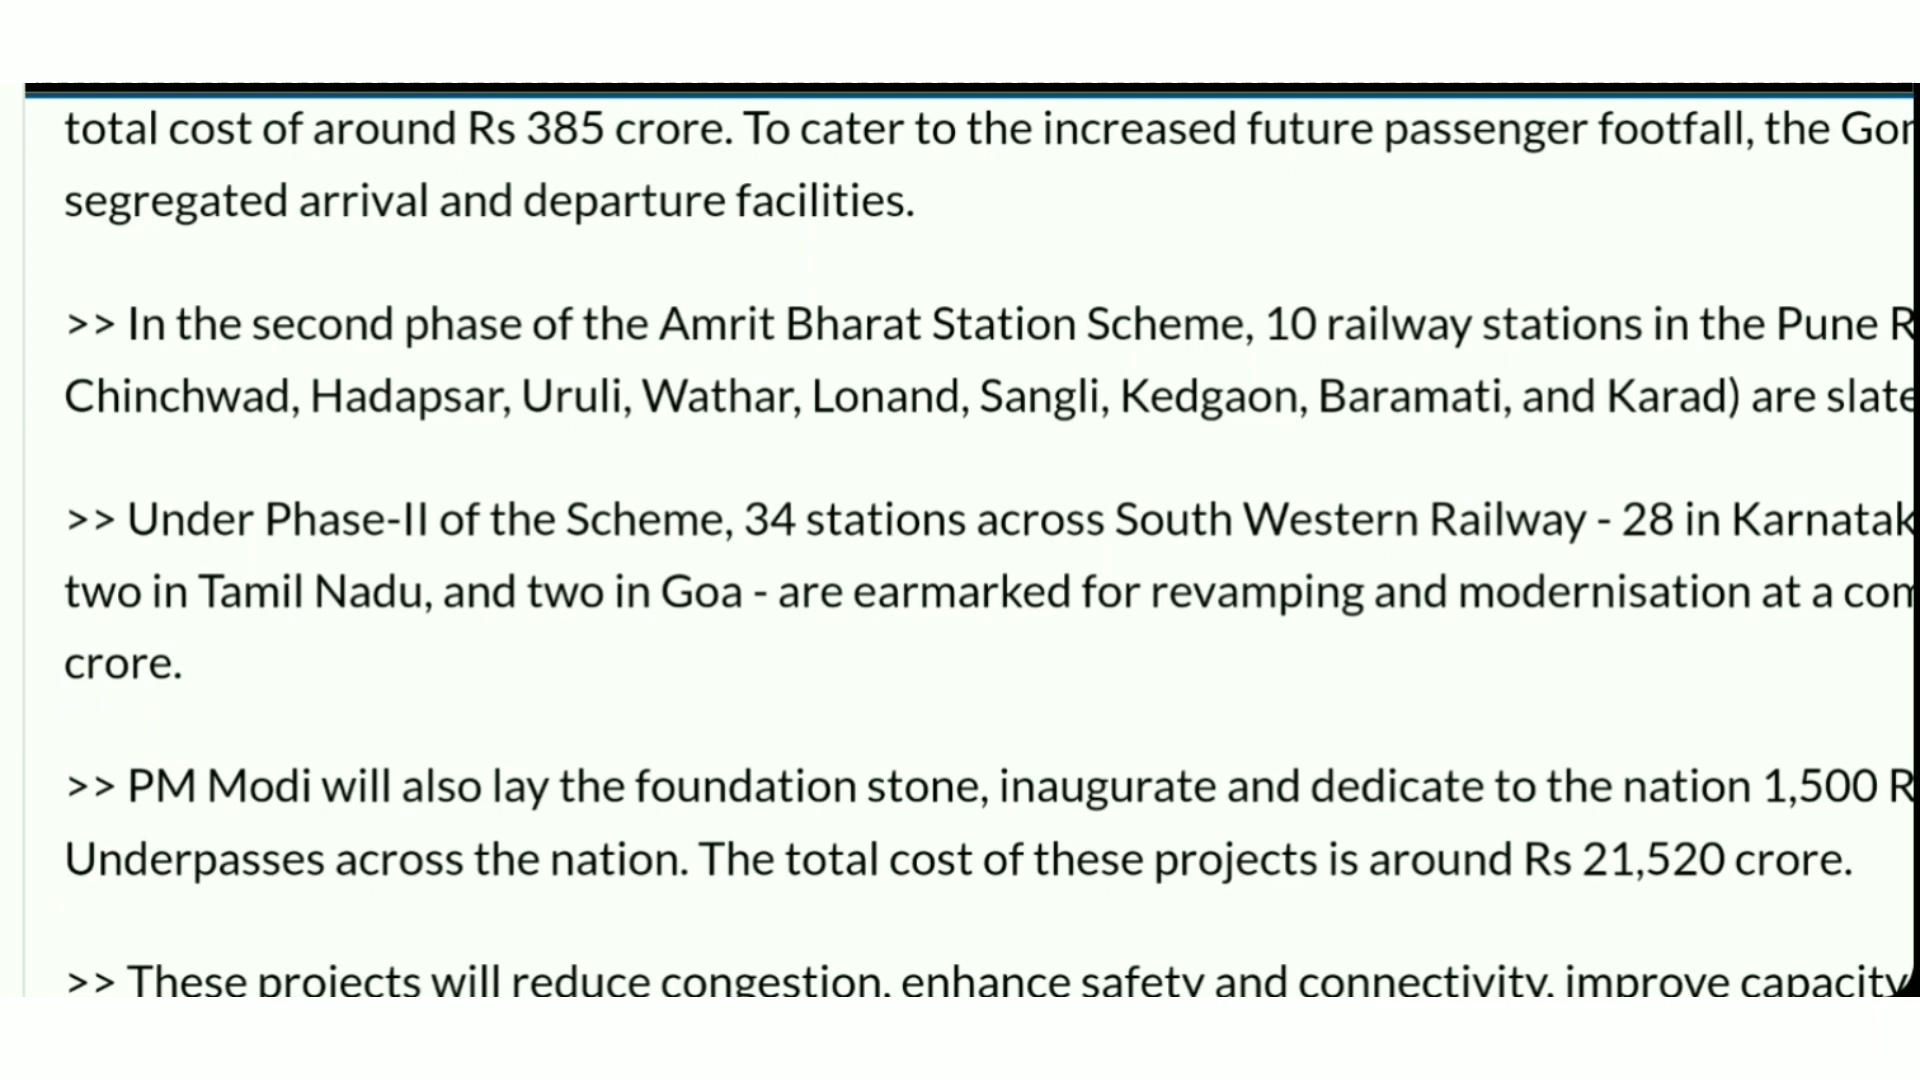 total cost of around Rs 385 crore. To cater to the increased future passenger footfall, the
segregated arrival and departure facilities.
>> In the second phase of the Amrit Bharat Station Scheme, 10 railway stations in the Pune
Chinchwad, Hadapsar, Uruli, Wathar, Lonand, Sangli, Kedgaon, Baramati, and Karad) are
>> Under Phase-II of the Scheme, 34 stations across South Western Railway - 28 in
two in Tamil Nadu, and two in Goa - are earmarked for revamping and modernisation at a
crore.
>> PM Modi will also lay the foundation stone, inaugurate and dedicate to the nation 1,500
Underpasses across the nation. The total cost of these projects is around Rs 21,520 crore.
>> These projects will reduce congestion, enhance safety and connectivity, improve capacity